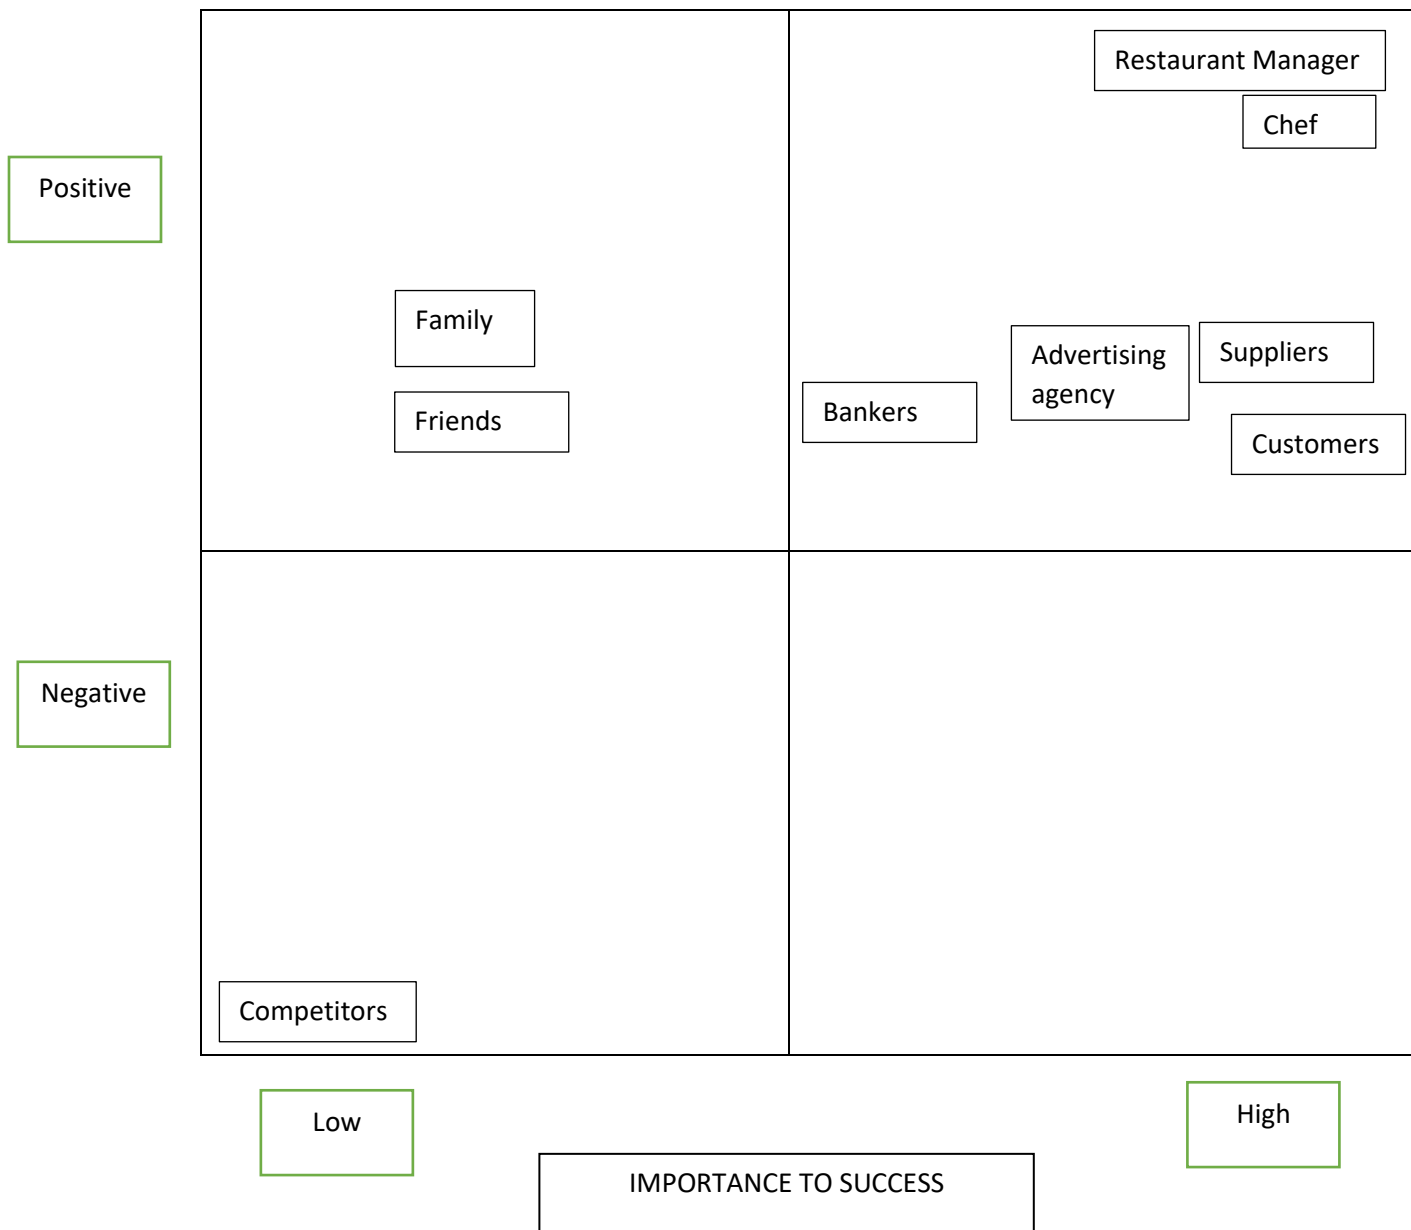 Restaurant Manager
Chef
Positive
Family
Advertising
agency
Suppliers
Friends
Bankers
Customers
Negative
Competitors
Low
High
IMPORTANCE TO SUCCESS